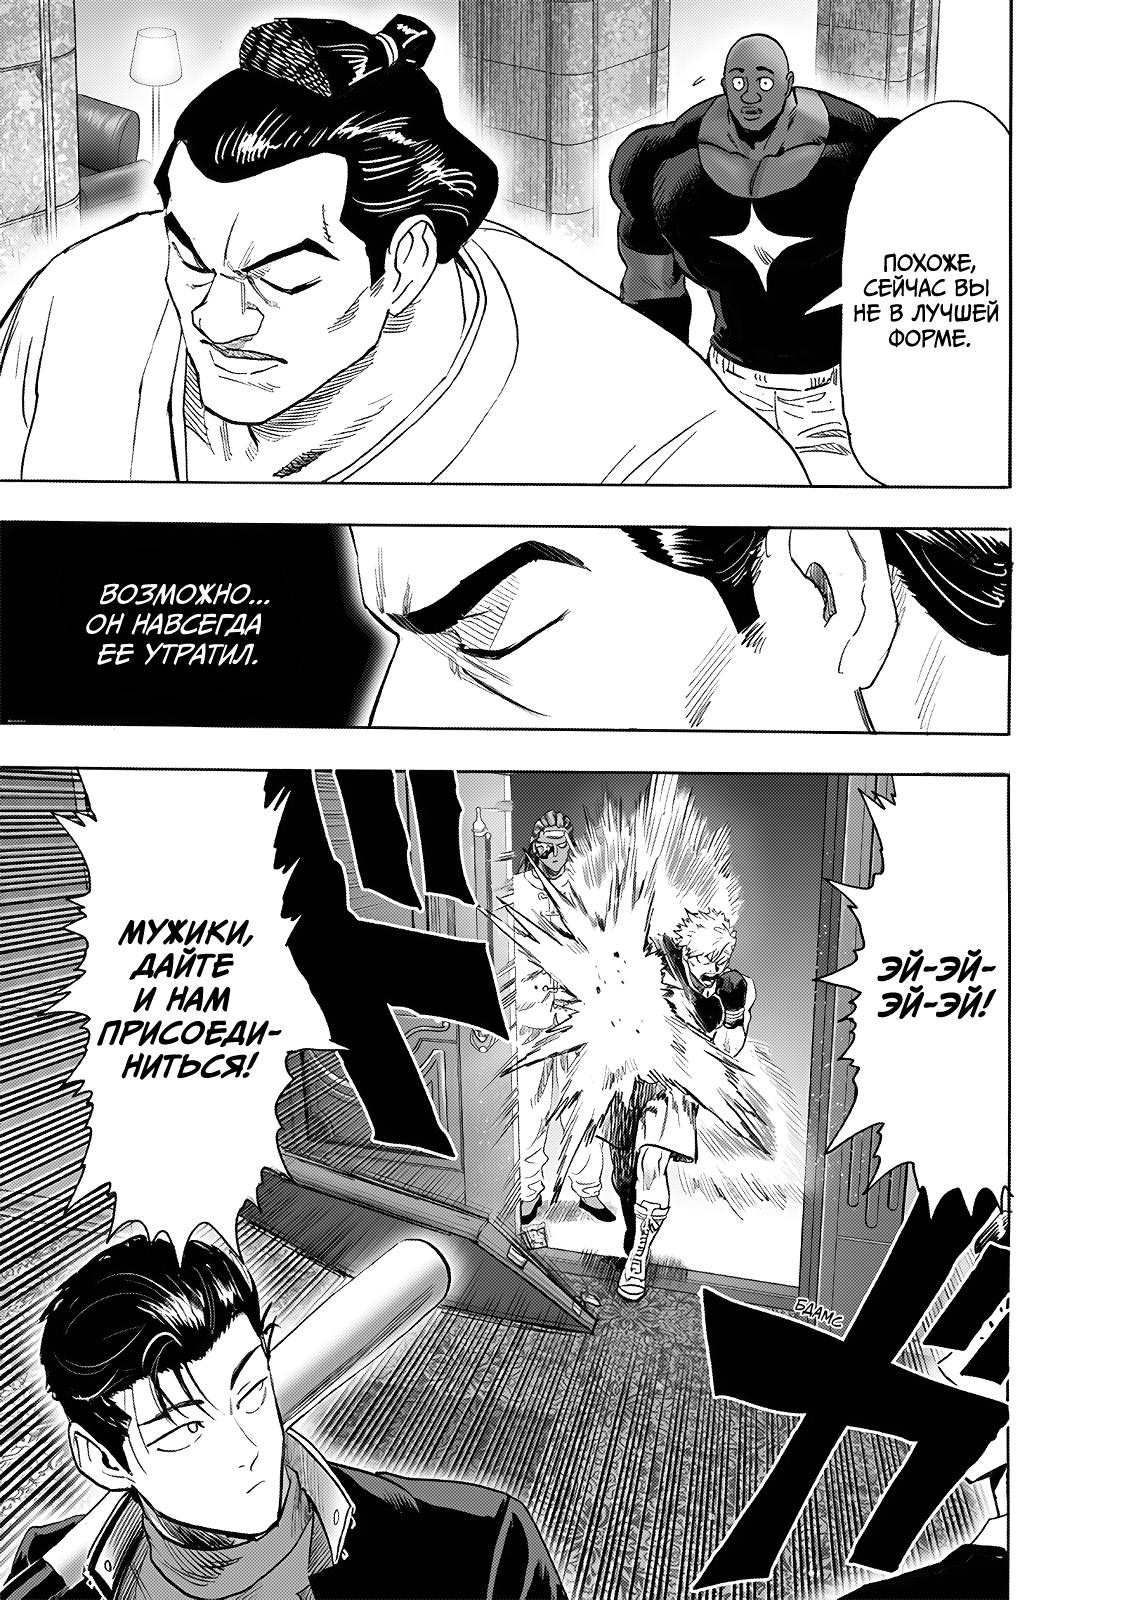 ПОХОЖЕ,
СЕЙЧАС ВЫ
НЕ В ЛУЧШЕЙ
ФОРМЕ.
ВОЗМОЖНО...
ОН НАВСЕГДА
ЕЕ УТРАТИЛ.
ЭЙ-ЭЙ-
ЭЙ-ЭЙ!
МУЖИКИ,
ДАЙТЕ
И НАМ
ПРИСОЕДИ-
НИТЬСЯ!
БДАМС